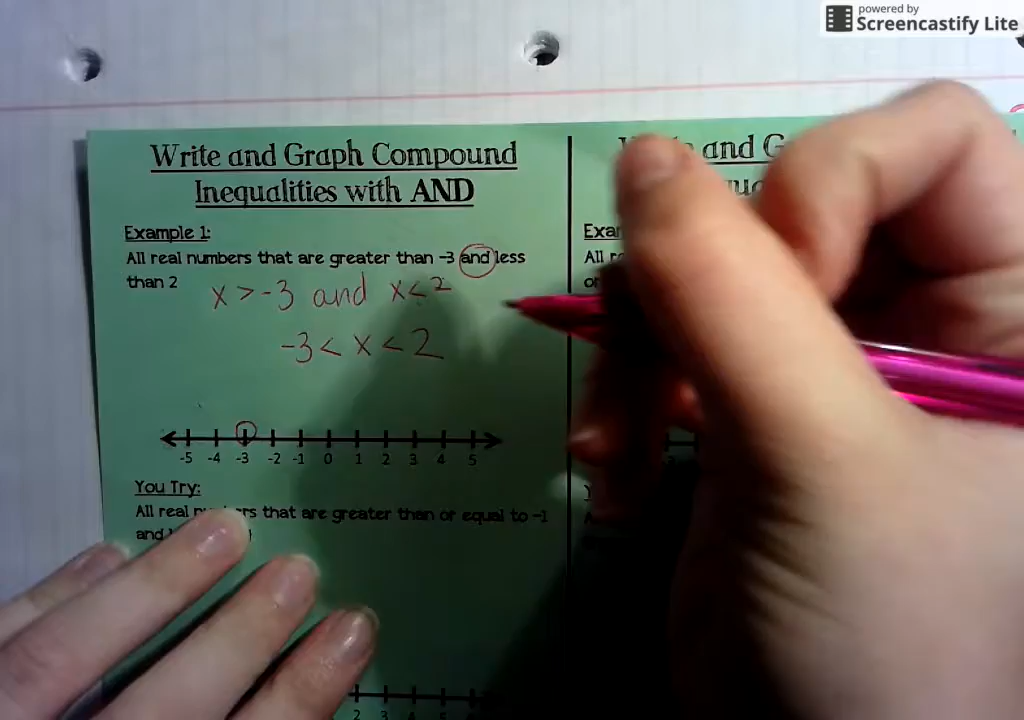 powered by
Screencastify Lite
Write and Graph Compound
Inequalities with AND
Example 1:
All real numbers that are greater than -3 and less
than 2
x > -3 and x < 2
-3 < x < 2
-5 -4 -3 -2 -1 0 1 2 3 4 5
You Try:
All real that are greater than or equal to -1
and
2 3 4 5
and
All